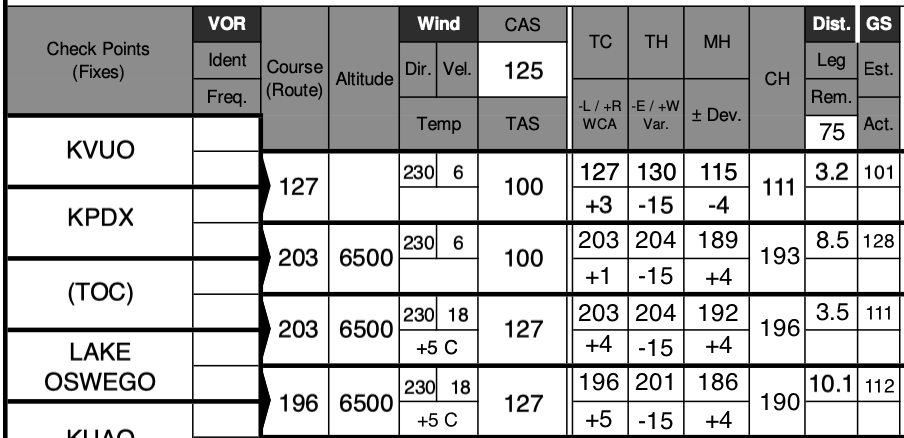 Check Points
(Fixes)
VOR
Ident
Freq.
Course
(Route)
Altitude
Wind
Dir. Vel.
Temp
CAS
125
TAS
TC
-L / +R
WCA
TH
-E / +W
Var.
MH
± Dev.
CH
Dist.
Leg
Rem.
75
GS
Est.
Act.
KVUO
127 230 6 100 127 130 115 111 3.2 101
+3 -15 -4
KPDX
203 6500 230 6 100 203 204 189 193 8.5 128
+1 -15 +4
(TOC)
203 6500 230 18 127 203 204 192 196 3.5 111
+5 C +4 -15 +4
LAKE
OSWEGO
196 6500 230 18 127 196 201 186 190 10.1 112
+5 C +5 -15 +4
KUAO